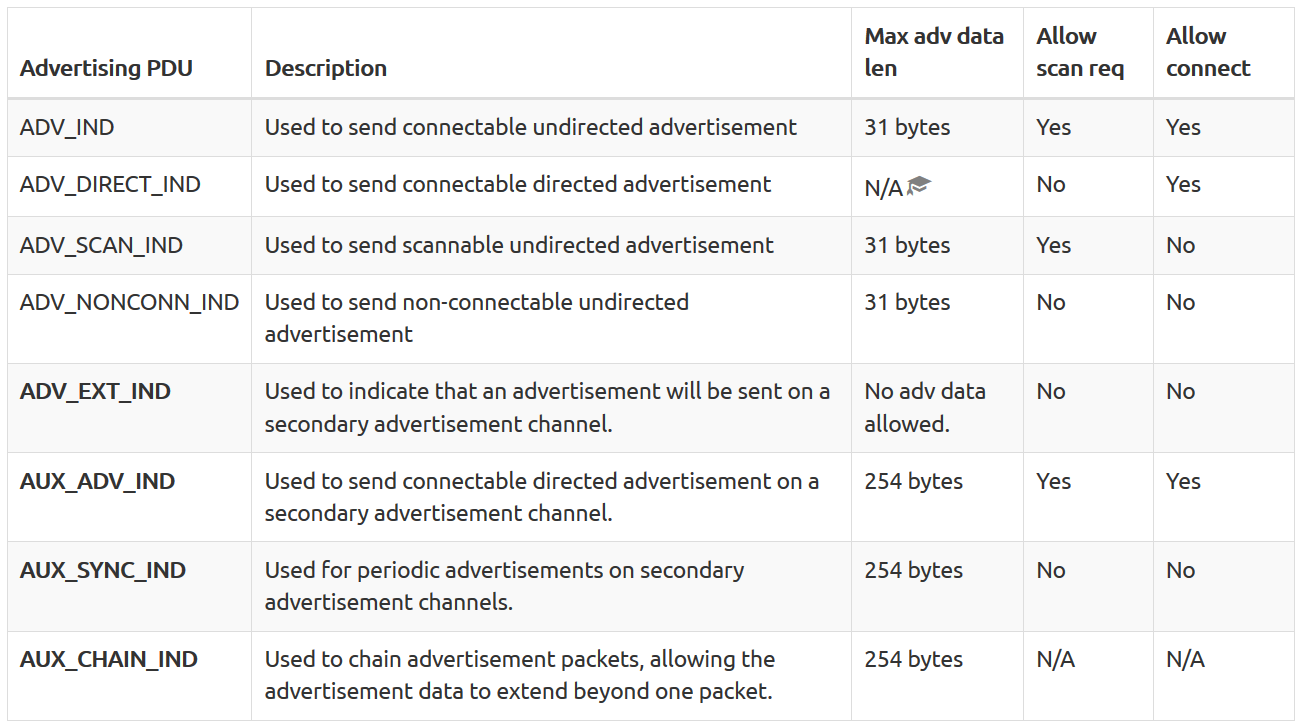 Advertising PDU Description Max adv data len Allow scan req Allow connect
ADV_IND Used to send connectable undirected advertisement 31 bytes Yes Yes
ADV_DIRECT_IND Used to send connectable directed advertisement N/A No Yes
ADV_SCAN_IND Used to send scannable undirected advertisement 31 bytes Yes No
ADV_NONCONN_IND Used to send non-connectable undirected 31 bytes No No
advertisement
ADV_EXT_IND Used to indicate that an advertisement will be sent on a No adv data No No
secondary advertisement channel. allowed.
AUX_ADV_IND Used to send connectable directed advertisement on a 254 bytes Yes Yes
secondary advertisement channel.
AUX_SYNC_IND Used for periodic advertisements on secondary 254 bytes No No
advertisement channels.
AUX_CHAIN_IND Used to chain advertisement packets, allowing the 254 bytes N/A N/A
advertisement data to extend beyond one packet.